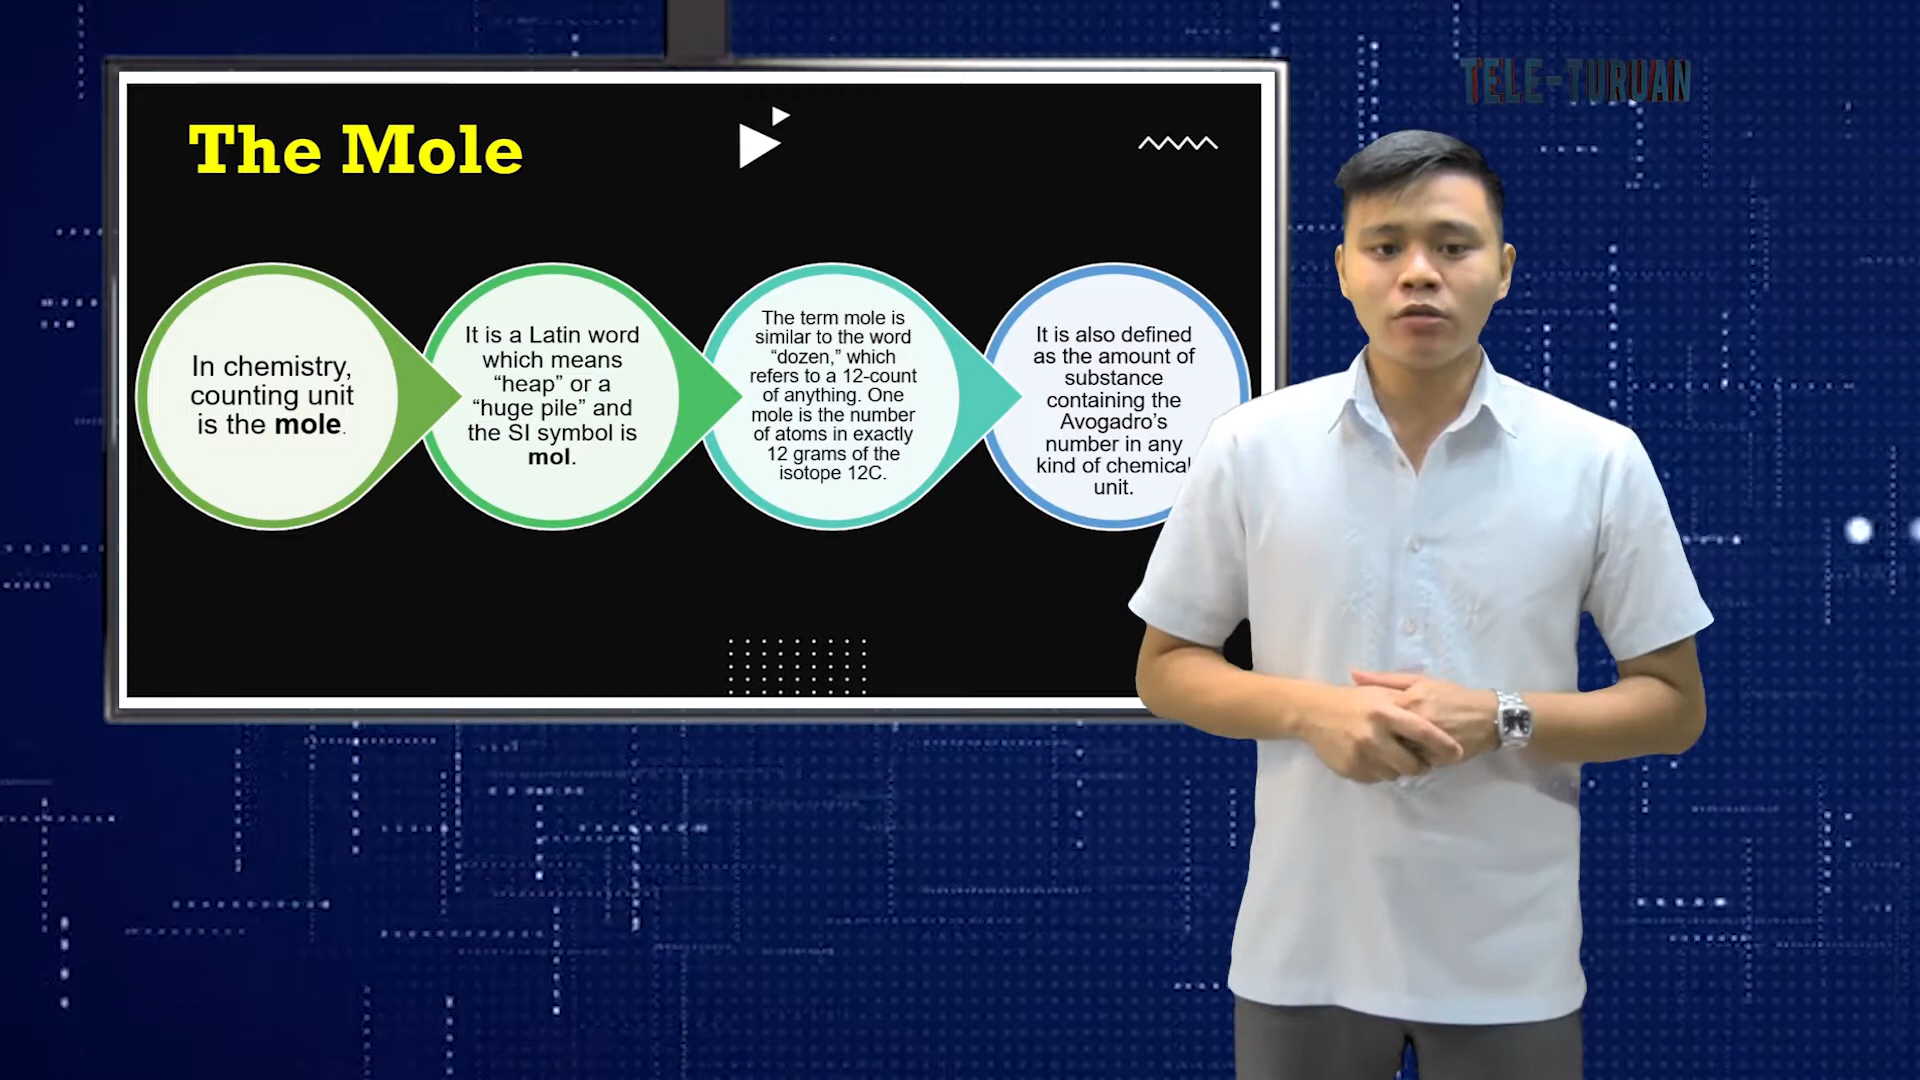 TELE-TURUAN
The Mole
In chemistry,
counting unit
is the mole.
It is a Latin word
which means
“heap” or a
“huge pile” and
the SI symbol is
mol.
The term mole is
similar to the word
“dozen,” which
refers to a 12-count
of anything. One
mole is the number
of atoms in exactly
12 grams of the
isotope 12C.
It is also defined
as the amount of
substance
containing the
Avogadro’s
number in any
kind of chemical
unit.